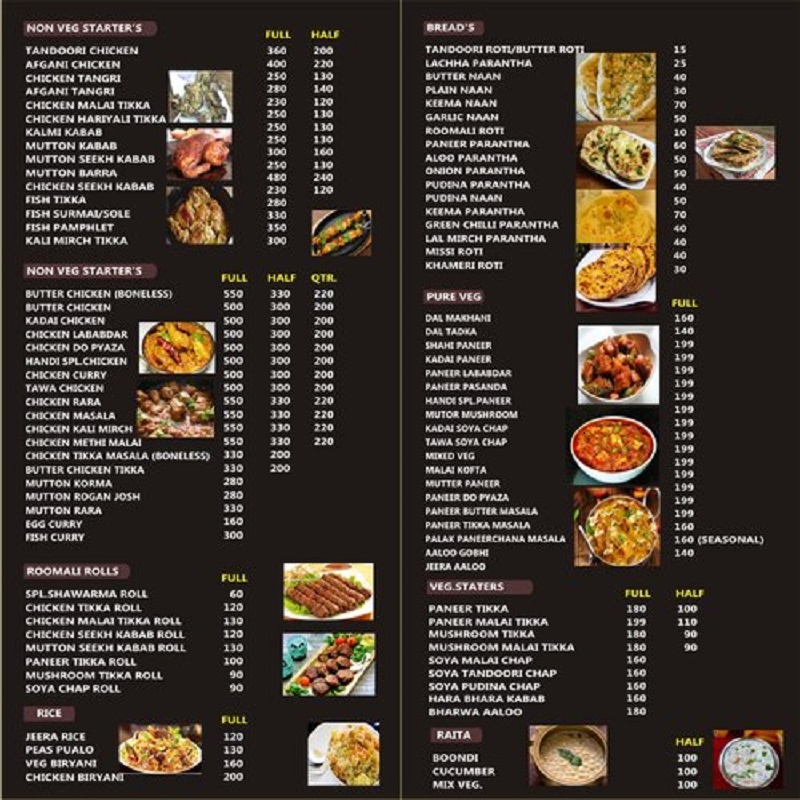 NON VEG STARTER'S
FULL HALF
TANDOORI CHICKEN 360 200
AFGANI CHICKEN 400 220
CHICKEN TANGRI 250 130
AFGANI TANGRI 280 140
CHICKEN MALAI TIKKA 230 120
CHICKEN HARIYALI TIKKA 250 130
KALMI KABAB 250 130
MUTTON KABAB 300 160
MUTTON SEEKH KABAB 250 130
MUTTON BARRA 480 240
CHICKEN SEEKH KABAB 230 120
FISH TIKKA 280
FISH SURMAI/SOLE 330
FISH PAMPHLET 350
KALI MIRCH TIKKA 300
NON VEG STARTER'S
FULL HALF QTR.
BUTTER CHICKEN (BONELESS) 550 330 220
BUTTER CHICKEN 500 300 200
KADAI CHICKEN 500 300 200
CHICKEN LABABDAR 500 300 200
CHICKEN DO PYAZA 500 300 200
HANDI SPL.CHICKEN 500 300 200
CHICKEN CURRY 500 300 200
TAWA CHICKEN 500 300 200
CHICKEN RARA 550 330 220
CHICKEN MASALA 550 330 220
CHICKEN KALI MIRCH 550 330 220
CHICKEN METHI MALAI 550 330 220
CHICKEN TIKKA MASALA (BONELESS) 330 200
BUTTER CHICKEN TIKKA 330 200
MUTTON KORMA 280
MUTTON ROGAN JOSH 280
MUTTON RARA 330
EGG CURRY 160
FISH CURRY 300
ROOMALI ROLLS
FULL
SPL.SHAWARMA ROLL 60
CHICKEN TIKKA ROLL 120
CHICKEN MALAI TIKKA ROLL 130
CHICKEN SEEKH KABAB ROLL 120
MUTTON SEEKH KABAB ROLL 130
PANEER TIKKA ROLL 100
MUSHROOM TIKKA ROLL 90
SOYA CHAP ROLL 90
RICE
FULL
JEERA RICE 120
PEAS PUALO 130
VEG BIRYANI 160
CHICKEN BIRYANI 200
BREAD'S
TANDOORI ROTI/BUTTER ROTI 15
LACHHA PARANTHA 25
BUTTER NAAN 40
PLAIN NAAN 30
KEEMA NAAN 70
GARLIC NAAN 50
ROOMALI ROTI 10
PANEER PARANTHA 60
ALOO PARANTHA 50
ONION PARANTHA 50
PUDINA PARANTHA 40
PUDINA NAAN 50
KEEMA PARANTHA 70
GREEN CHILLI PARANTHA 40
LAL MIRCH PARANTHA 40
MISSI ROTI 40
KHAMERI ROTI 30
PURE VEG
FULL
DAL MAKHANI 160
DAL TADKA 140
SHAHI PANEER 199
KADAI PANEER 199
PANEER LABABDAR 199
PANEER PASANDA 199
HANDI SPL.PANEER 199
MUTOR MUSHROOM 199
KADAI SOYA CHAP 199
TAWA SOYA CHAP 199
MIXED VEG 199
MALAI KOFTA 199
MUTTER PANEER 199
PANEER DO PYAZA 199
PANEER BUTTER MASALA 199
PANEER TIKKA MASALA 199
PALAK PANEERCHANA MASALA 160
AALOO GOBHI 160 (SEASONAL)
JEERA AALOO 140
VEG.STATERS
FULL HALF
PANEER TIKKA 180 100
PANEER MALAI TIKKA 199 110
MUSHROOM TIKKA 180 90
MUSHROOM MALAI TIKKA 180 90
SOYA MALAI CHAP 160
SOYA TANDOORI CHAP 160
SOYA PUDINA CHAP 160
HARA BHARA KABAB 160
BHARWA AALOO 180
RAITA
HALF
BOONDI 100
CUCUMBER 100
MIX VEG. 100